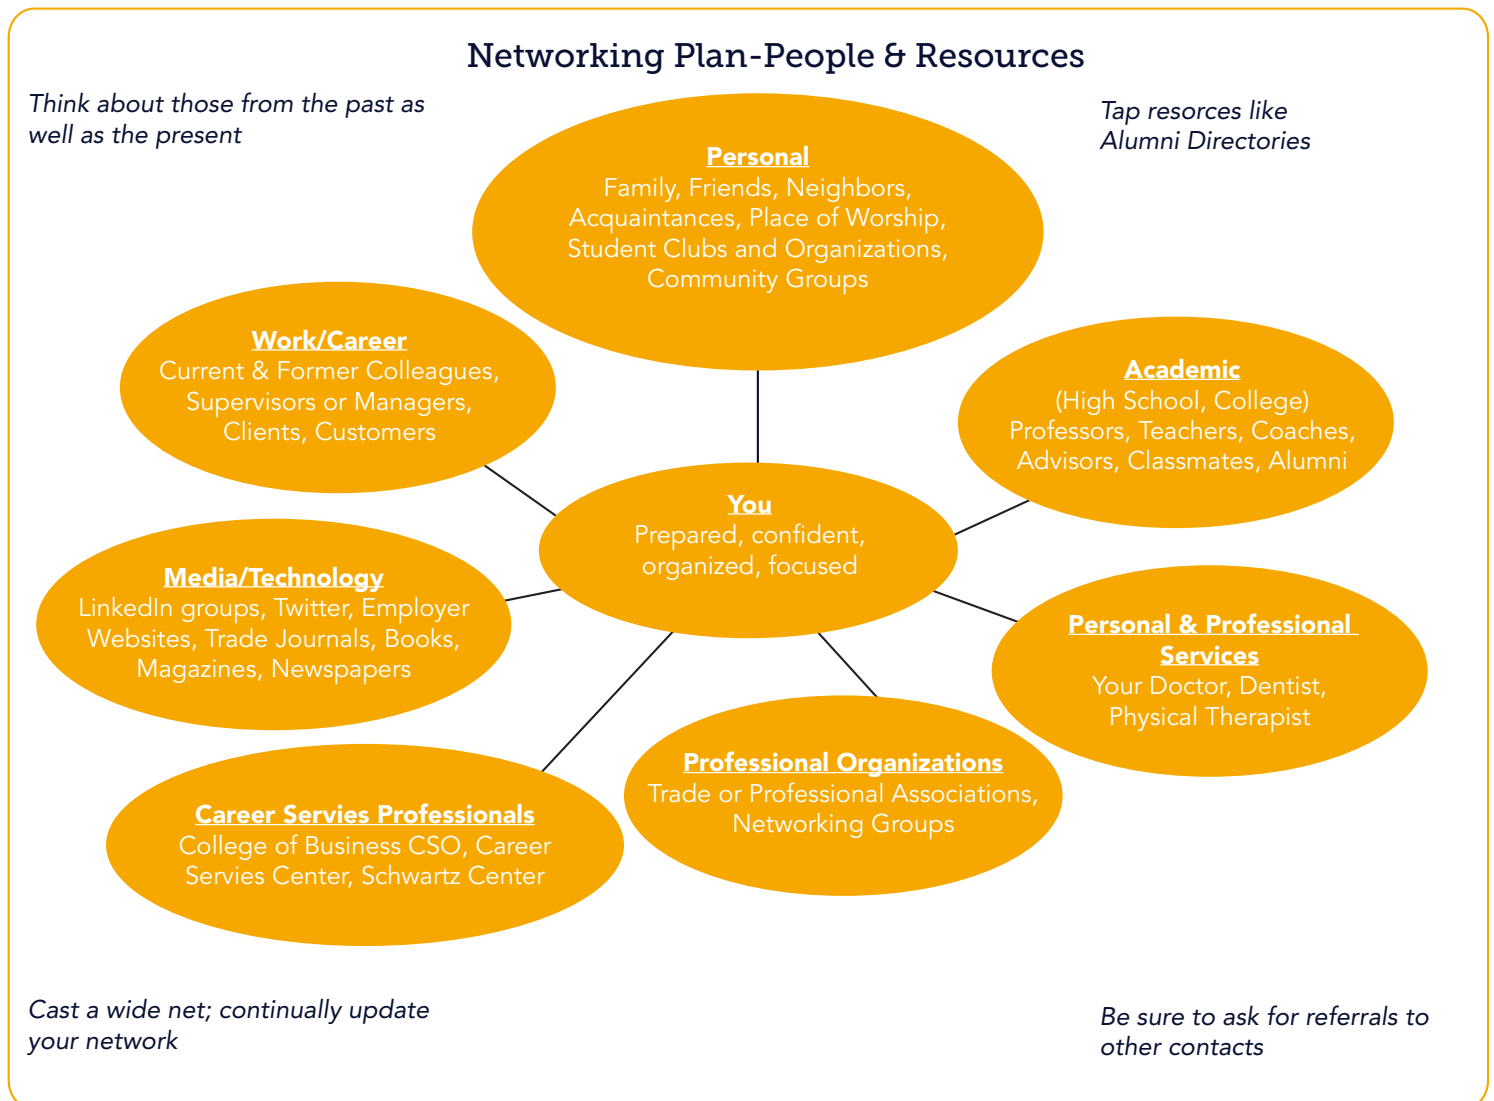 Networking Plan-People & Resources
Think about those from the past as
well as the present
Tap resorces like
Alumni Directories
Personal
Family, Friends, Neighbors,
Acquaintances, Place of Worship,
Student Clubs and Organizations,
Community Groups
Work/Career
Current & Former Colleagues,
Supervisors or Managers,
Clients, Customers
Academic
(High School, College)
Professors, Teachers, Coaches,
Advisors, Classmates, Alumni
You
Prepared, confident,
organized, focused
Media/Technology
LinkedIn groups, Twitter, Employer
Websites, Trade Journals, Books,
Magazines, Newspapers
Personal & Professional
Services
Your Doctor, Dentist,
Physical Therapist
Professional Organizations
Trade or Professional Associations,
Networking Groups
Career Servies Professionals
College of Business CSO, Career
Servies Center, Schwartz Center
Cast a wide net; continually update
your network
Be sure to ask for referrals to
other contacts